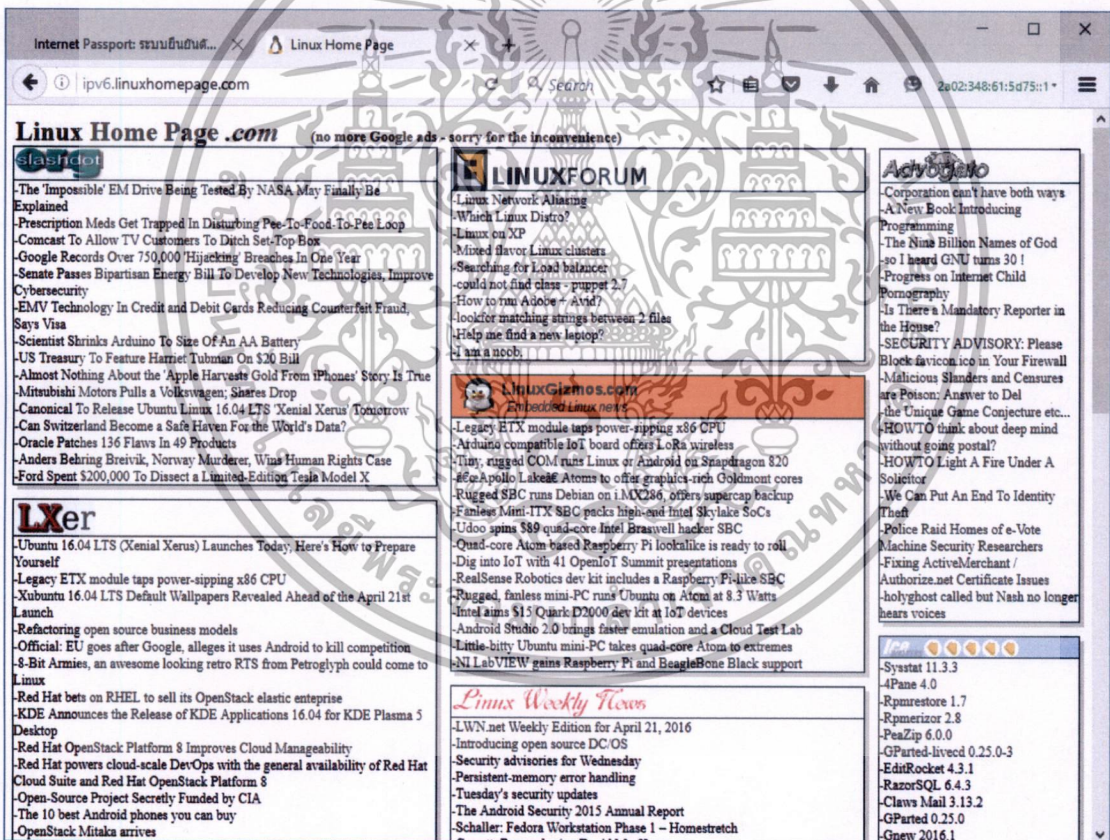 Internet Passport: ระบบยืนยันตั...
Linux Home Page
ipv6.linuxhomepage.com
Search
2a02:348:61:5d75::1
Linux Home Page .com (no more Google ads - sorry for the inconvenience)
slashdot
org
-The 'Impossible' EM Drive Being Tested By NASA May Finally Be
Explained
-Prescription Meds Get Trapped In Disturbing Pee-To-Food-To-Pee Loop
-Comcast To Allow TV Customers To Ditch Set-Top Box
-Google Records Over 750,000 'Hijacking' Breaches In One Year
-Senate Passes Bipartisan Energy Bill To Develop New Technologies, Improve
Cybersecurity
-EMV Technology In Credit and Debit Cards Reducing Counterfeit Fraud,
Says Visa
-Scientist Shrinks Arduino To Size Of An AA Battery
-US Treasury To Feature Harriet Tubman On $20 Bill
-Almost Nothing About the 'Apple Harvests Gold From iPhones' Story Is True
-Mitsubishi Motors Pulls a Volkswagen; Shares Drop
-Canonical To Release Ubuntu Linux 16.04 LTS 'Xenial Xerus' Tomorrow
-Can Switzerland Become a Safe Haven For the World's Data?
-Oracle Patches 136 Flaws In 49 Products
-Anders Behring Breivik, Norway Murderer, Wins Human Rights Case
-Ford Spent $200,000 To Dissect a Limited-Edition Tesla Model X
LXer
-Ubuntu 16.04 LTS (Xenial Xerus) Launches Today, Here's How to Prepare
Yourself
-Legacy ETX module taps power-sipping x86 CPU
-Xubuntu 16.04 LTS Default Wallpapers Revealed Ahead of the April 21st
Launch
-Refactoring open source business models
-Official: EU goes after Google, alleges it uses Android to kill competition
-8-Bit Armies, an awesome looking retro RTS from Petroglyph could come to
Linux
-Red Hat bets on RHEL to sell its OpenStack elastic enteprise
-KDE Announces the Release of KDE Applications 16.04 for KDE Plasma 5
Desktop
-Red Hat OpenStack Platform 8 Improves Cloud Manageability
-Red Hat powers cloud-scale DevOps with the general availability of Red Hat
Cloud Suite and Red Hat OpenStack Platform 8
-Open-Source Project Secretly Funded by CIA
-The 10 best Android phones you can buy
-OpenStack Mitaka arrives
LINUXFORUM
-Linux Network Aliasing
-Which Linux Distro?
-Linux on XP
-Mixed flavor Linux clusters
-Searching for Load balancer
-could not find class - puppet 2.7
-How to run Adobe + Avid?
-lookfor matching strings between 2 files
-Help me find a new laptop?
-I am a noob.
LinuxGizmos.com
Embedded Linux news
-Legacy ETX module taps power-sipping x86 CPU
-Arduino compatible IoT board offers LoRa wireless
-Tiny, rugged COM runs Linux or Android on Snapdragon 820
-â€œApollo Lakeâ€ Atoms to offer graphics-rich Goldmont cores
-Rugged SBC runs Debian on i.MX286, offers supercap backup
-Fanless Mini-ITX SBC packs high-end Intel Skylake SoCs
-Udoo spins $89 quad-core Intel Braswell hacker SBC
-Quad-core Atom based Raspberry Pi lookalike is ready to roll
-Dig into IoT with 41 OpenIoT Summit presentations
-RealSense Robotics dev kit includes a Raspberry Pi-like SBC
-Rugged, fanless mini-PC runs Ubuntu on Atom at 8.3 Watts
-Intel aims $15 Quark D2000 dev kit at IoT devices
-Android Studio 2.0 brings faster emulation and a Cloud Test Lab
-Little-bitty Ubuntu mini-PC takes quad-core Atom to extremes
-NI LabVIEW gains Raspberry Pi and BeagleBone Black support
Linux Weekly News
-LWN.net Weekly Edition for April 21, 2016
-Introducing open source DC/OS
-Security advisories for Wednesday
-Persistent-memory error handling
-Tuesday's security updates
-The Android Security 2015 Annual Report
-Schaller: Fedora Workstation Phase 1 – Homestretch
Advogato
-Corporation can't have both ways
-A New Book Introducing
Programming
-The Nina Billion Names of God
-so I heard GNU turns 30 !
-Progress on Internet Child
Pornography
-Is There a Mandatory Reporter in
the House?
-SECURITY ADVISORY: Please
Block favicon.ico in Your Firewall
-Malicious Slanders and Censures
are Poison: Answer to Del
-the Unique Game Conjecture etc...
-HOWTO think about deep mind
without going postal?
-HOWTO Light A Fire Under A
Solicitor
-We Can Put An End To Identity
Theft
-Police Raid Homes of e-Vote
Machine Security Researchers
-Fixing ActiveMerchant /
Authorize.net Certificate Issues
-holyghost called but Nash no longer
hears voices
-Sysstat 11.3.3
-4Pane 4.0
-Rpmrestore 1.7
-Rpmerizor 2.8
-PeaZip 6.0.0
-GParted-livecd 0.25.0-3
-EditRocket 4.3.1
-RazorSQL 6.4.3
-Claws Mail 3.13.2
-GParted 0.25.0
-Gnew 2016.1